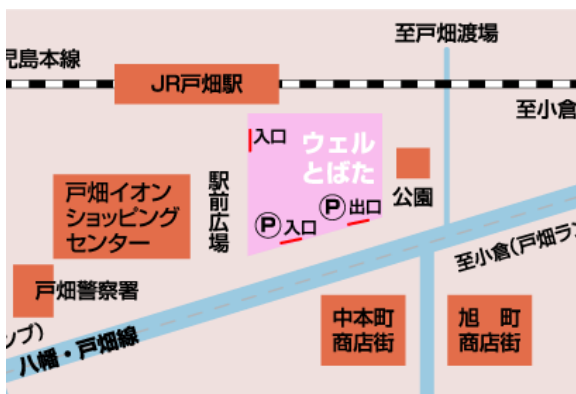 至戸畑渡場
児島本線
JR戸畑駅
至小倉
入口
ウェル
とばた
戸畑イオン
ショッピング
センター
駅前広場
公園
P 入口
P 出口
至小倉(戸畑ラン
戸畑警察署
ンプ)
八幡・戸畑線
中本町
商店街
旭 町
商店街